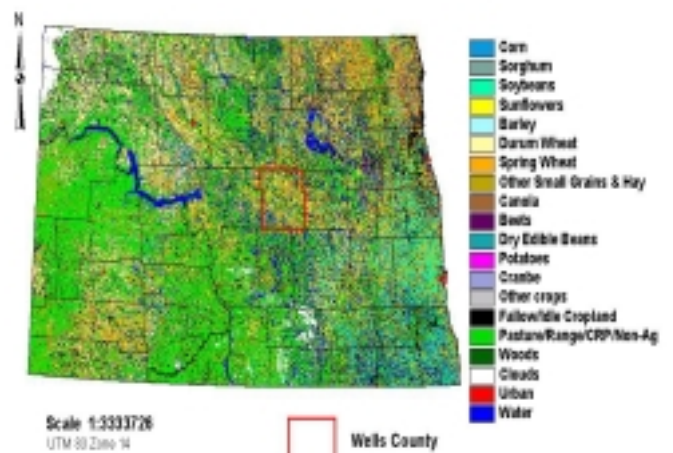 N
Corn
Sorghum
Soybeans
Sunflowers
Barley
Durum Wheat
Spring Wheat
Other Small Grains & Hay
Canola
Beets
Dry Edible Beans
Potatoes
Crambe
Other crops
Fallow/Idle Cropland
Pasture/Range/CRP/Non-Ag
Woods
Clouds
Urban
Water
Scale 1:3333726
UTM 83 Zone 14
Wells County